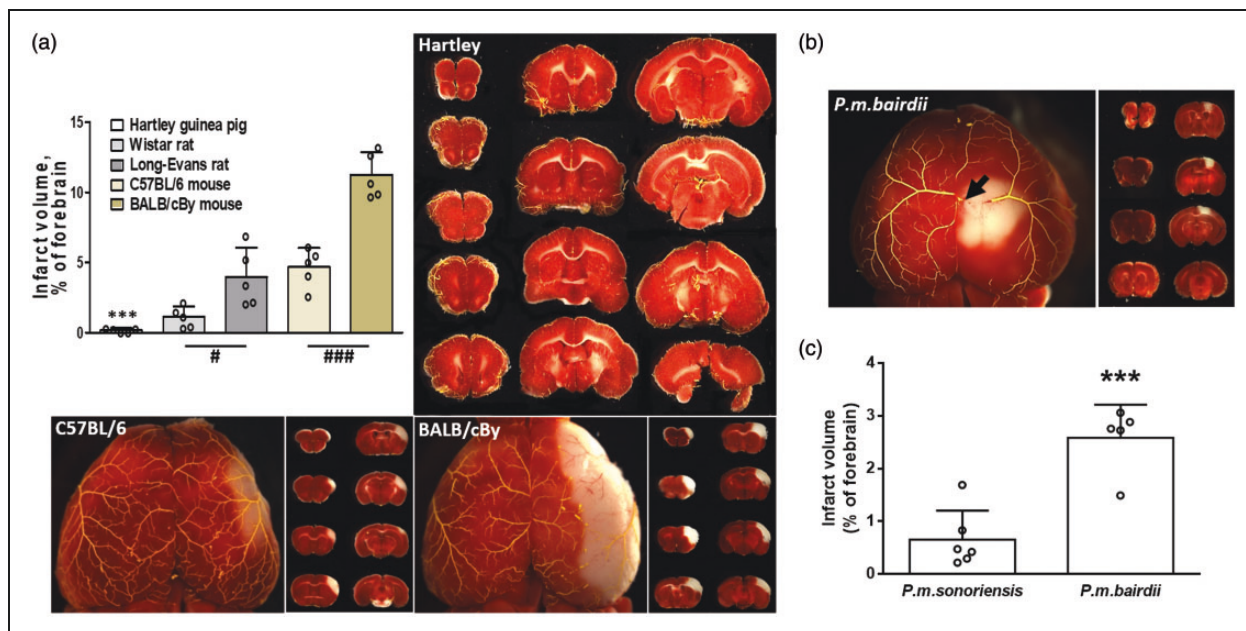 (a)
Infarct volume,
% of forebrain
15
10
5
0
Hartley guinea pig
Wistar rat
Long-Evans rat
C57BL/6 mouse
BALB/cBy mouse
***
#
###
Hartley
C57BL/6
BALB/cBy
(b)
P.m.bairdii
(c)
Infarct volume
(% of forebrain)
4
3
2
1
0
***
P.m.sonoriensis
P.m.bairdii